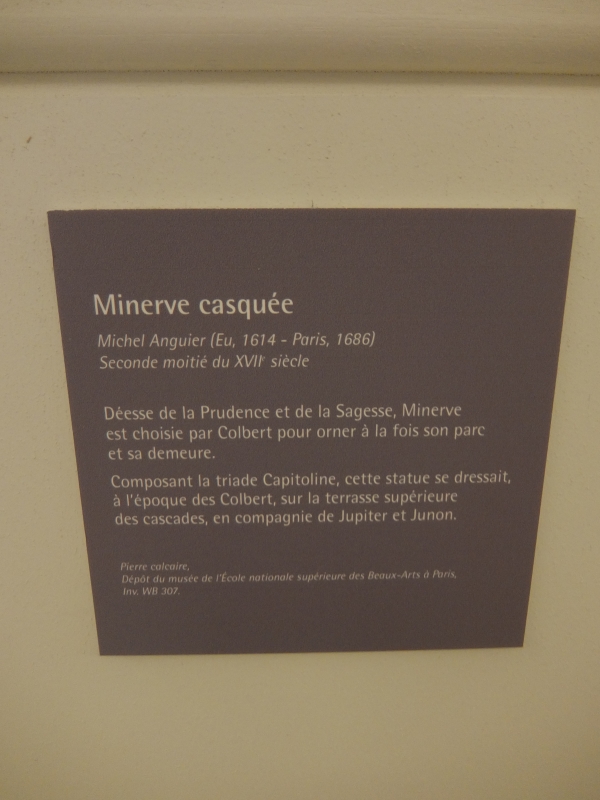 Minerve casquée
Michel Anguier (Eu, 1614 - Paris, 1686)
Seconde moitié du XVIIe siècle
Déesse de la Prudence et de la Sagesse, Minerve
est choisie par Colbert pour orner à la fois son parc
et sa demeure.
Composant la triade Capitoline, cette statue se dressait,
à l'époque des Colbert, sur la terrasse supérieure
des cascades, en compagnie de Jupiter et Junon.
Pierre calcaire,
Dépôt du musée de l'École nationale supérieure des Beaux-Arts à Paris,
Inv. WB 307.